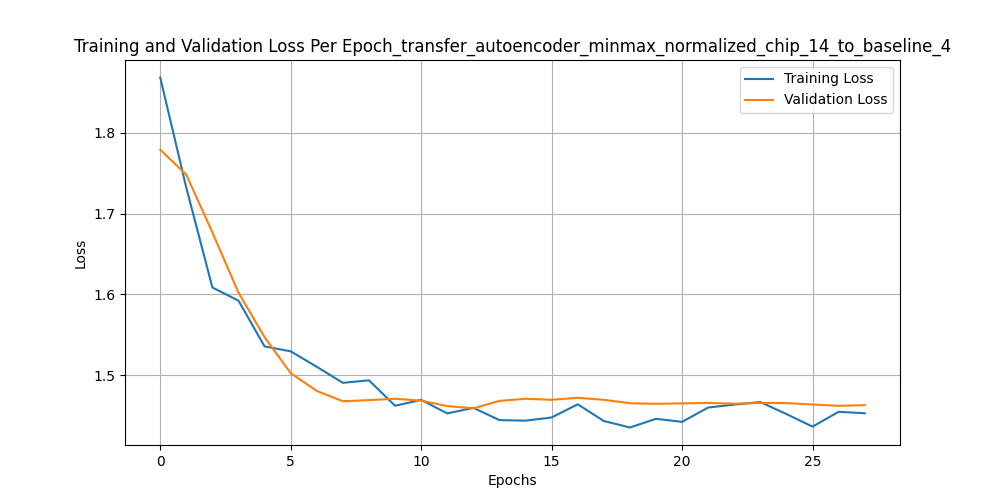 Training and Validation Loss Per Epoch_transfer_autoencoder_minmax_normalized_chip_14_to_baseline_4
Training Loss
Validation Loss
1.8
1.7
1.6
1.5
Loss
0
5
10
15
20
25
Epochs